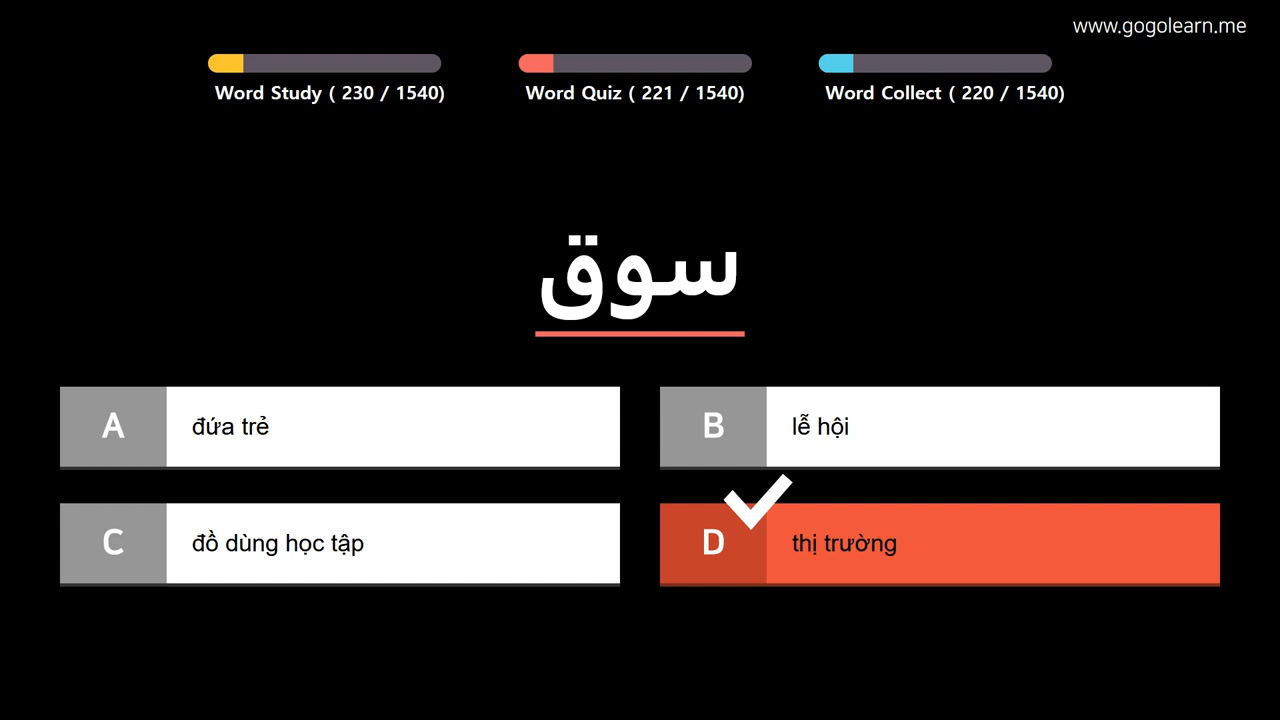 www.gogolearn.me
Word Study ( 230 / 1540)
Word Quiz ( 221 / 1540)
Word Collect ( 220 / 1540)
سوق
A đứa trẻ
B lễ hội
C đồ dùng học tập
D thị trường